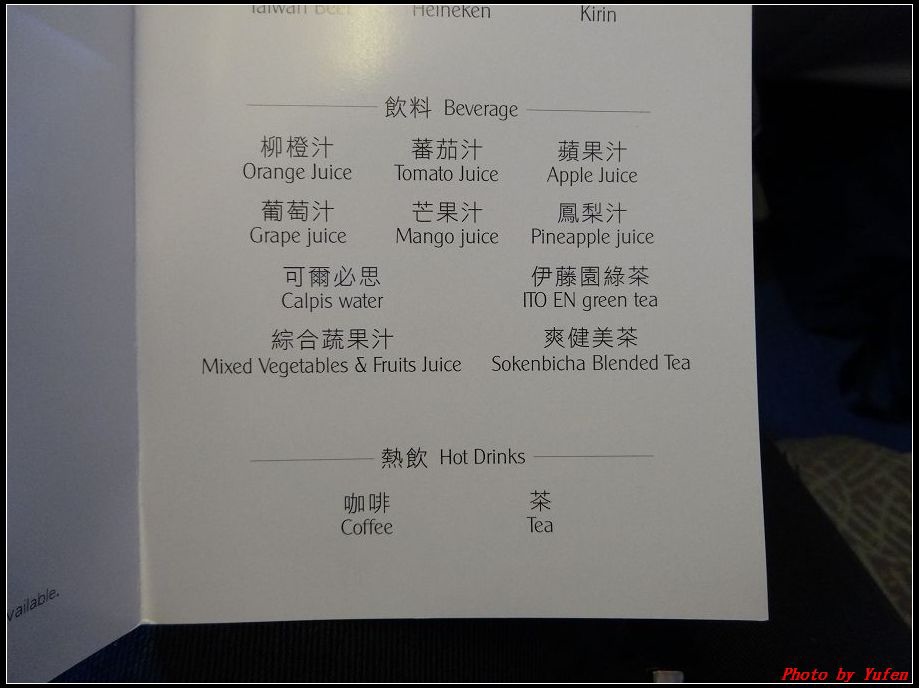 Taiwan Beer Heineken Kirin
飲料 Beverage
柳橙汁 蕃茄汁 蘋果汁
Orange Juice Tomato Juice Apple Juice
葡萄汁 芒果汁 鳳梨汁
Grape juice Mango juice Pineapple juice
可爾必思 伊藤園綠茶
Calpis water ITO EN green tea
綜合蔬果汁 爽健美茶
Mixed Vegetables & Fruits Juice Sokenbicha Blended Tea
熱飲 Hot Drinks
咖啡 茶
Coffee Tea
vailable.
Photo by Yufen